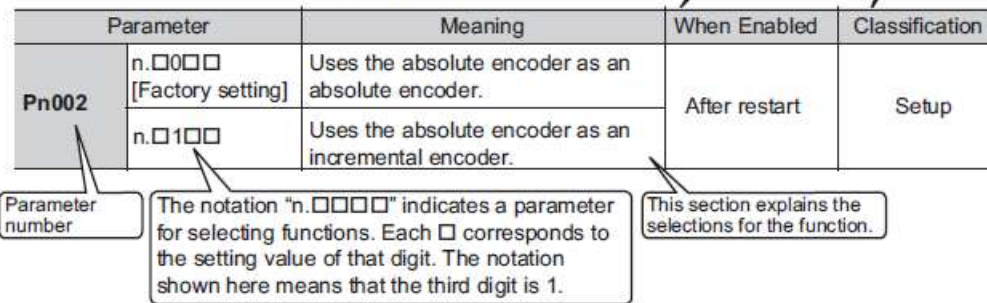 Parameter Meaning When Enabled Classification
Pn002
n.□0□□
[Factory setting]
Uses the absolute encoder as an
absolute encoder.
n.□1□□
Uses the absolute encoder as an
incremental encoder.
After restart
Setup
Parameter
number
The notation “n.□□□□” indicates a parameter
for selecting functions. Each □ corresponds to
the setting value of that digit. The notation
shown here means that the third digit is 1.
This section explains the
selections for the function.